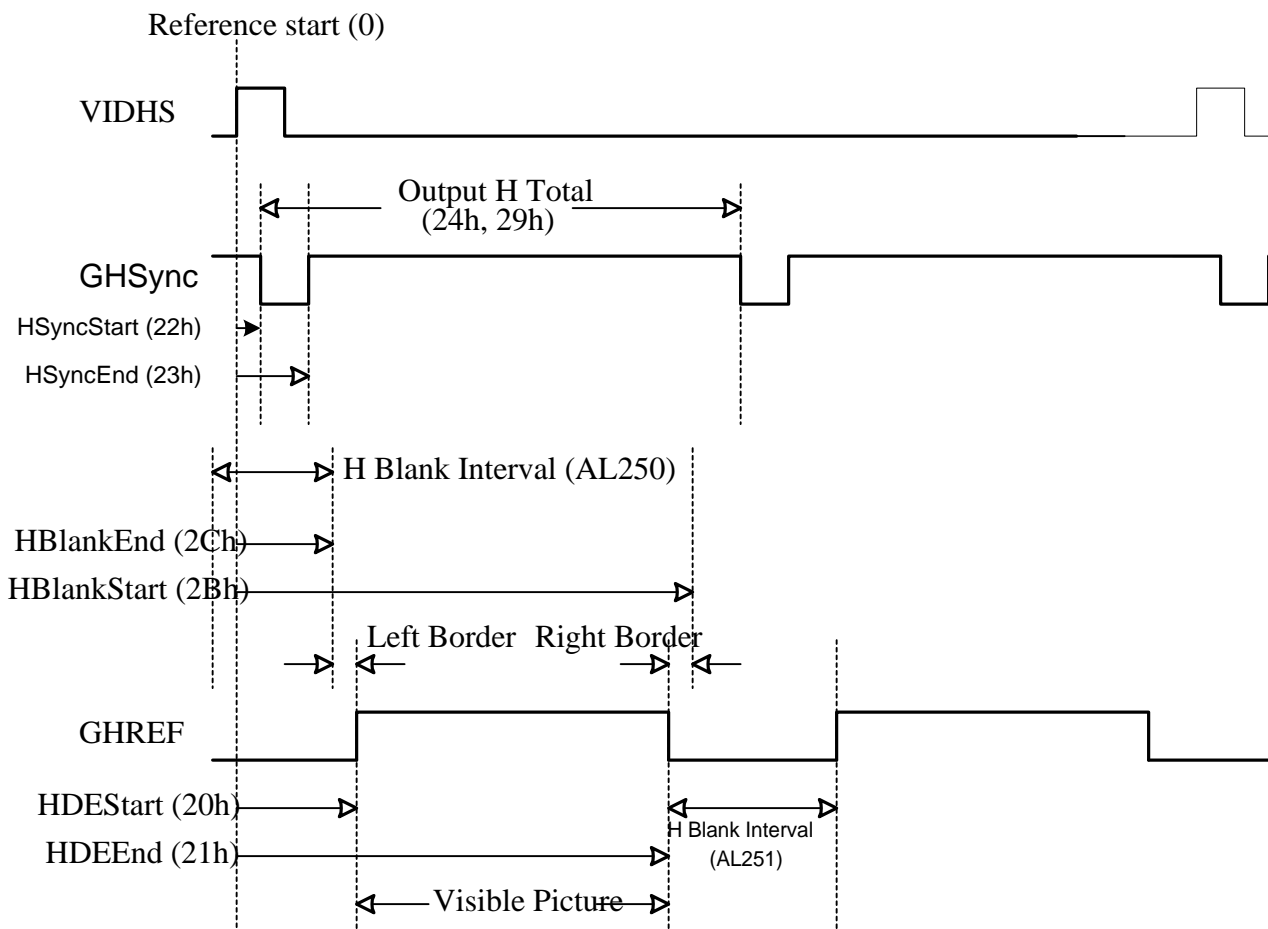 Reference start (0)
VIDHS
Output H Total
(24h, 29h)
GHSync
HSyncStart (22h)
HSyncEnd (23h)
H Blank Interval (AL250)
HBlankEnd (2Ch)
HBlankStart (2Bh)
Left Border
Right Border
GHREF
HDEStart (20h)
H Blank Interval
(AL251)
HDEEnd (21h)
Visible Picture